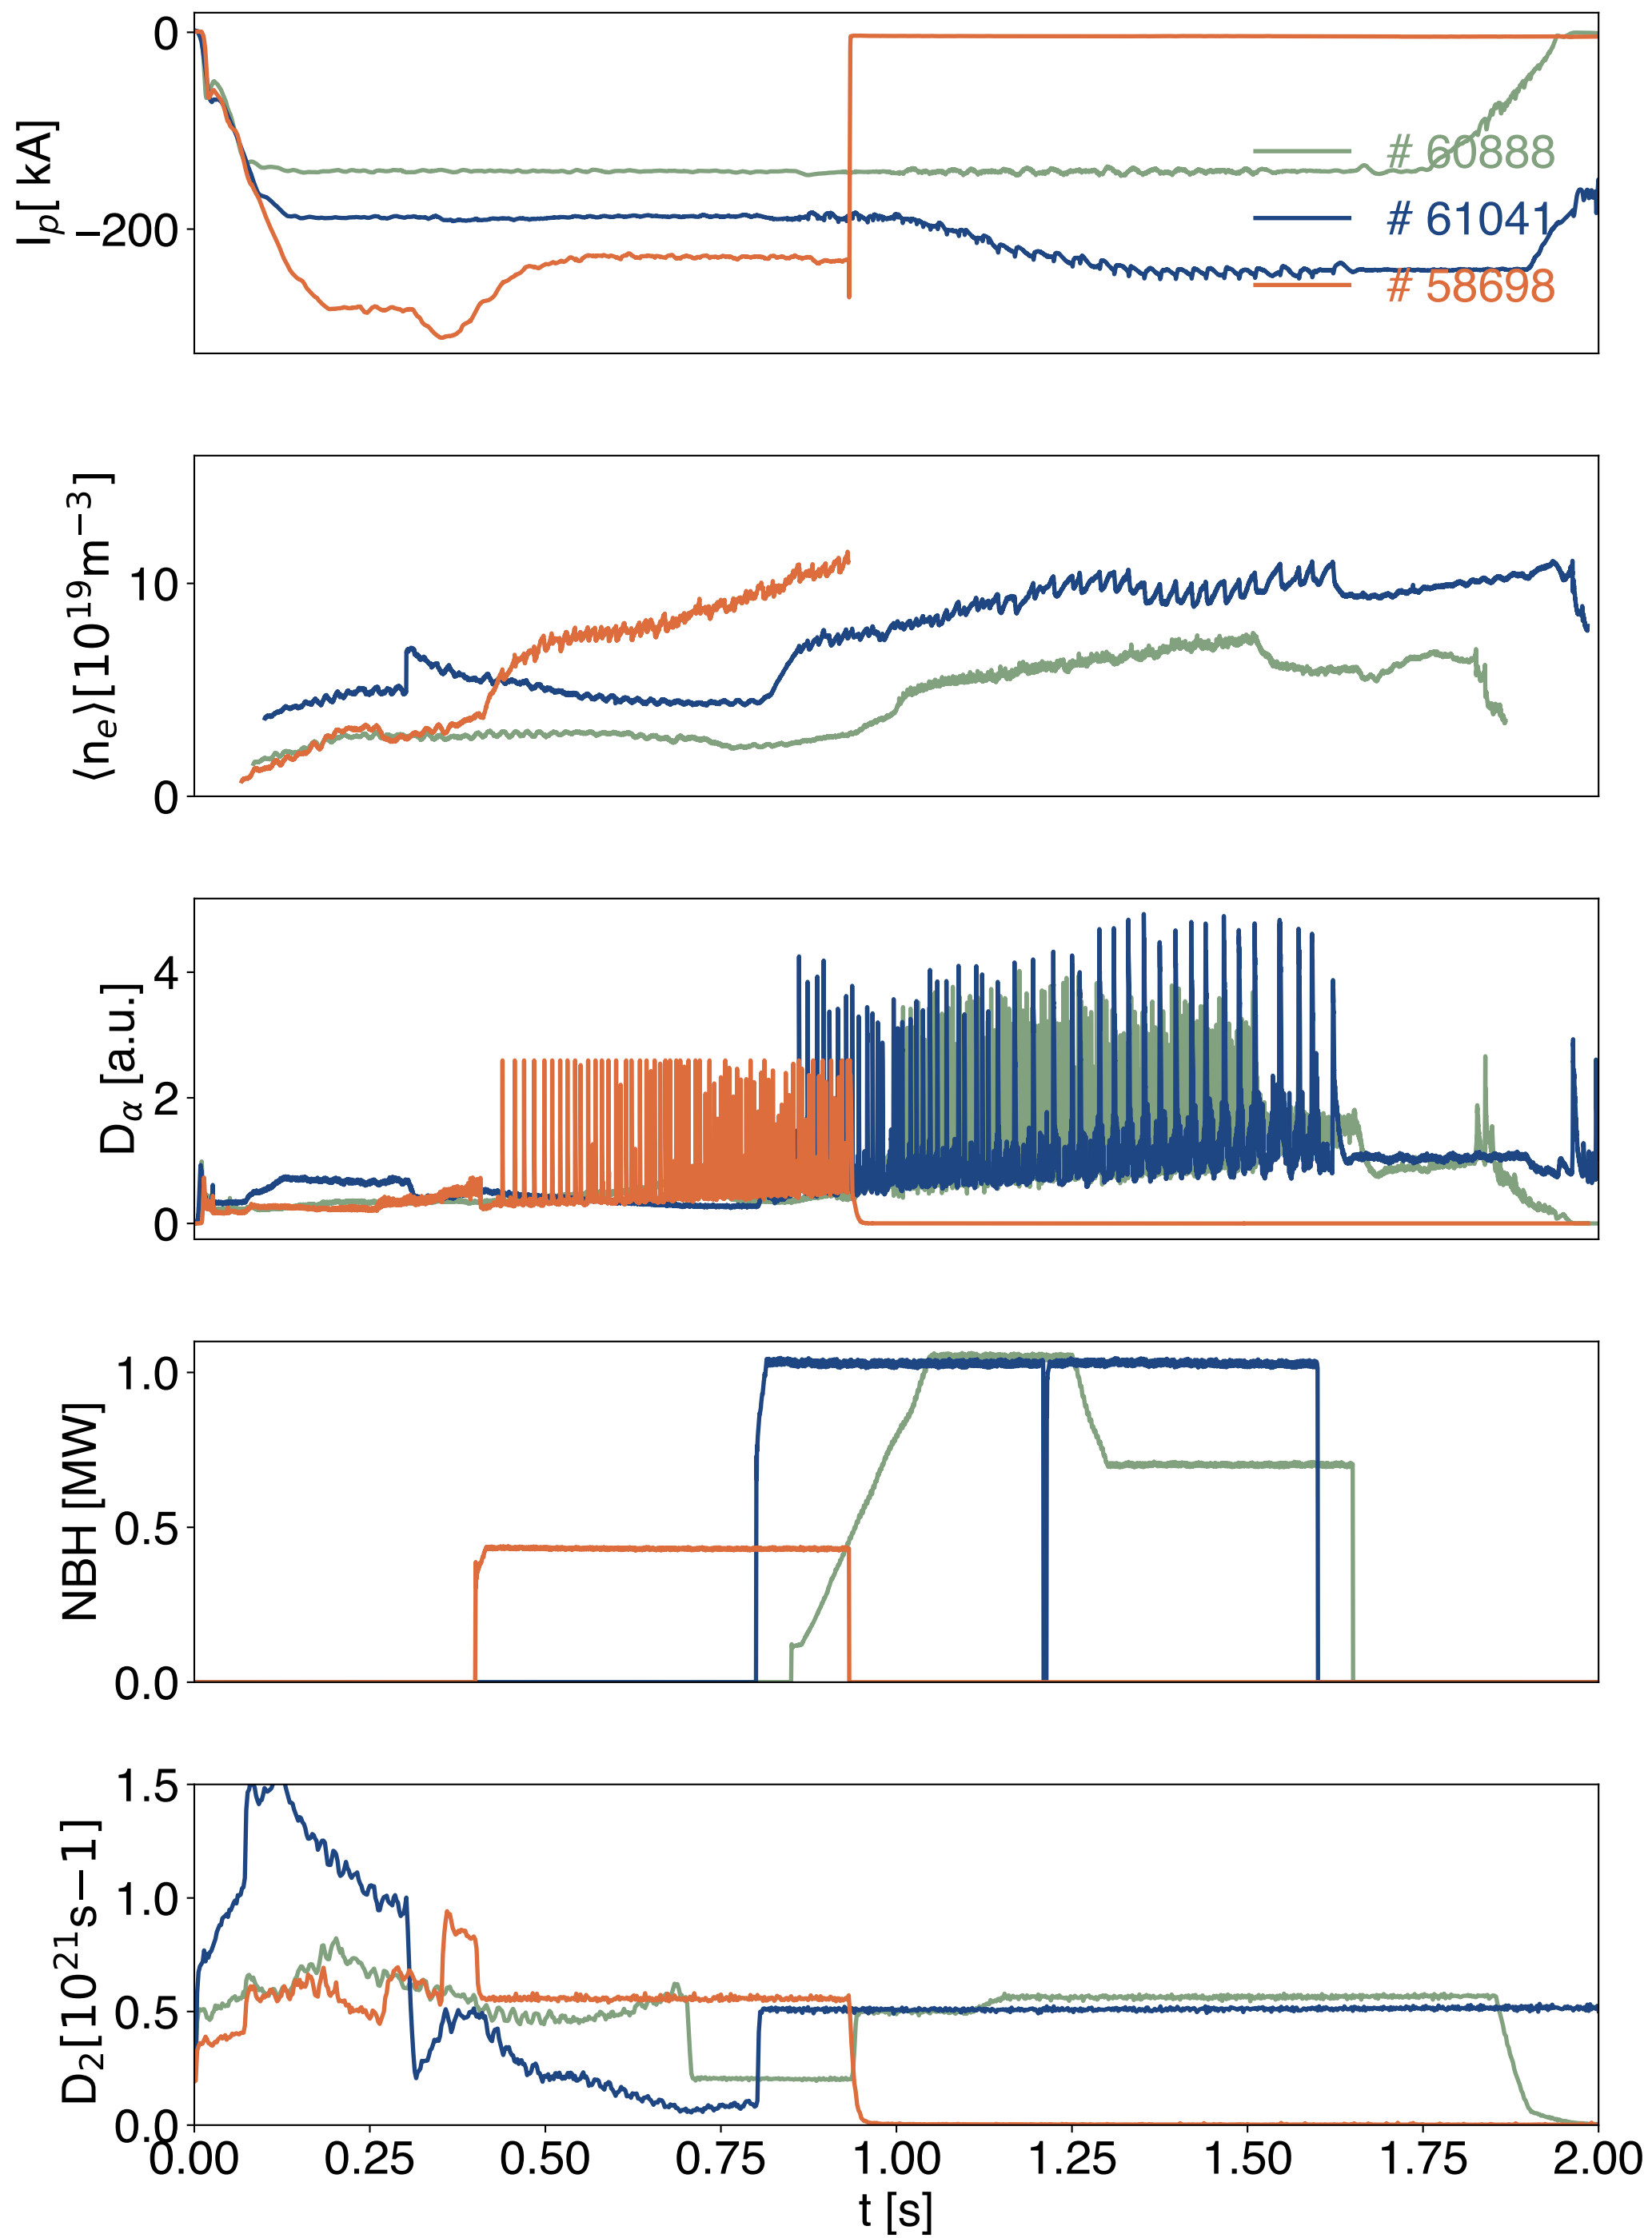 0
−200
I_p[ kA]
# 60888
# 61041
# 58698
10
0
⟨n_e⟩[10^19m^−3]
4
2
0
D_α [a.u.]
1.0
0.5
0.0
NBH [MW]
1.5
1.0
0.5
0.0
D_2[10^21s−1]
0.00 0.25 0.50 0.75 1.00 1.25 1.50 1.75 2.00
t [s]